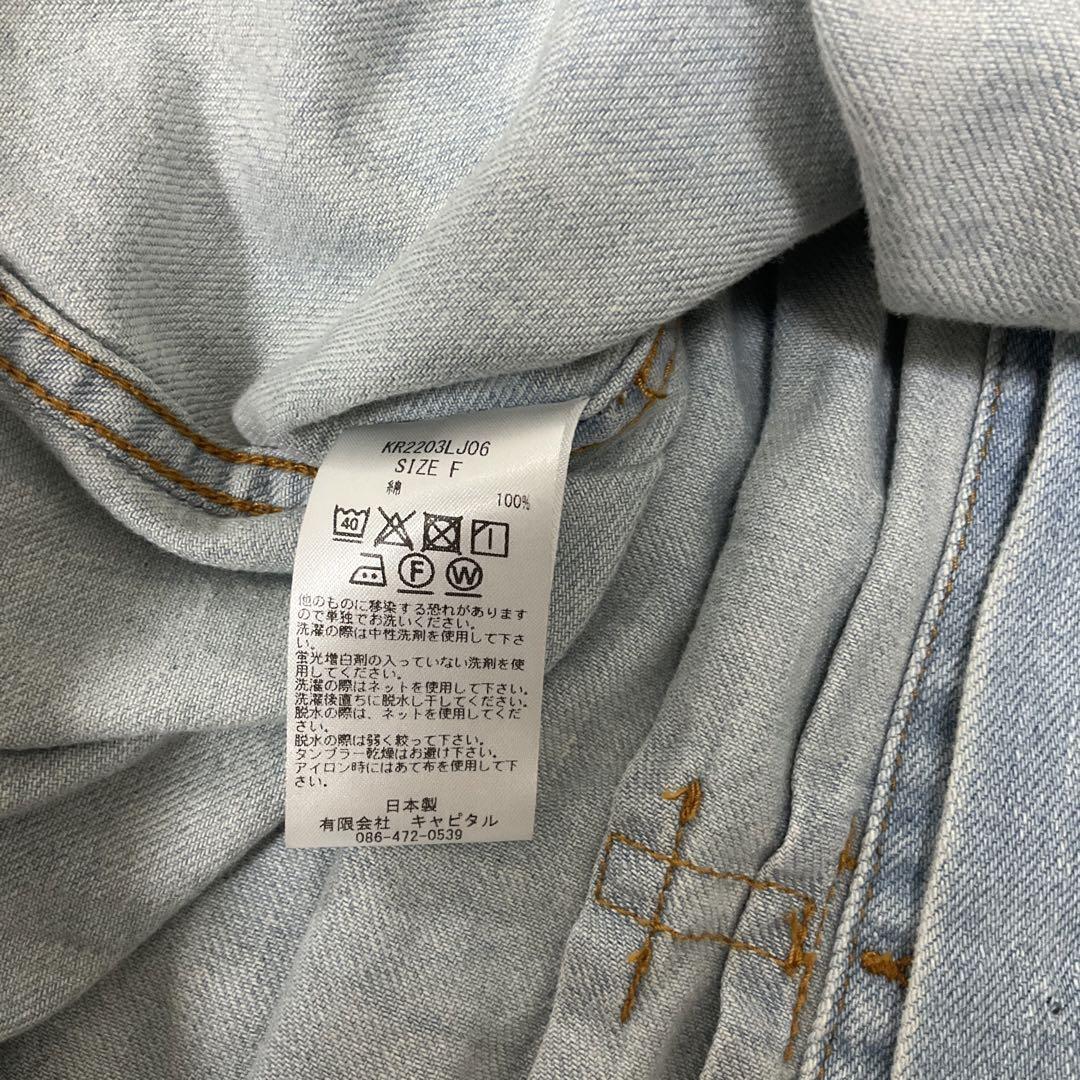 KR2203LJ06
SIZE F
綿
100%
40
F W
他のものに移染する恐れがあります
ので単独でお洗いください。
洗濯の際は中性洗剤を使用して下さ
い。
蛍光増白剤の入っていない洗剤を使
用してください。
洗濯の際はネットを使用して下さい。
洗濯後直ちに脱水し干してください。
脱水の際は、ネットを使用してくだ
さい。
脱水の際は弱く絞って下さい。
タンブラー乾燥はお避け下さい。
アイロン時にはあて布を使用して下
さい。
日本製
有限会社 キャピタル
086-472-0539